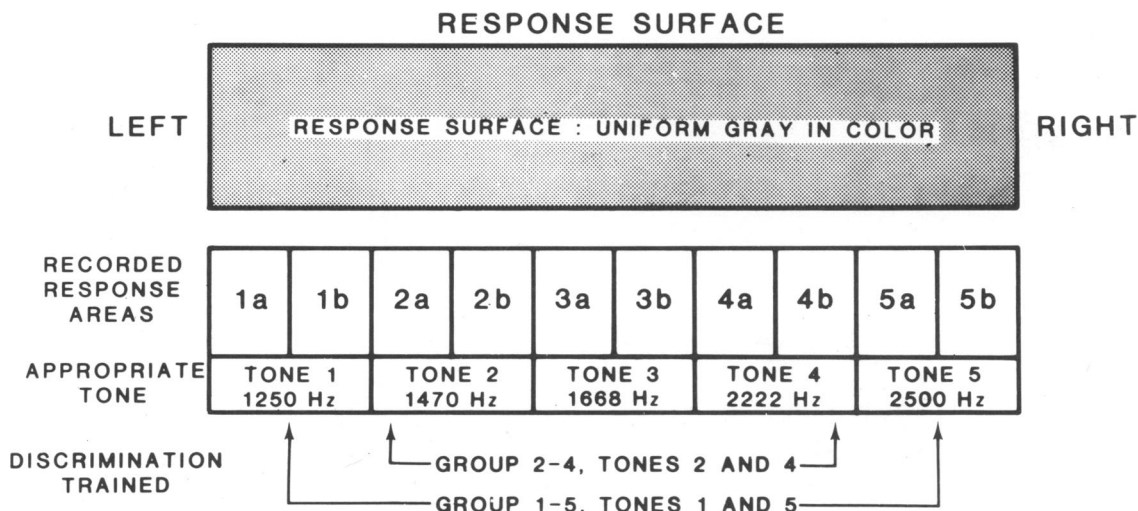 RESPONSE SURFACE
LEFT
RESPONSE SURFACE : UNIFORM GRAY IN COLOR
RIGHT
RECORDED
RESPONSE
AREAS
1a 1b 2a 2b 3a 3b 4a 4b 5a 5b
APPROPRIATE
TONE
TONE 1 TONE 2 TONE 3 TONE 4 TONE 5
1250 Hz 1470 Hz 1668 Hz 2222 Hz 2500 Hz
DISCRIMINATION
TRAINED
GROUP 2-4, TONES 2 AND 4
GROUP 1-5, TONES 1 AND 5